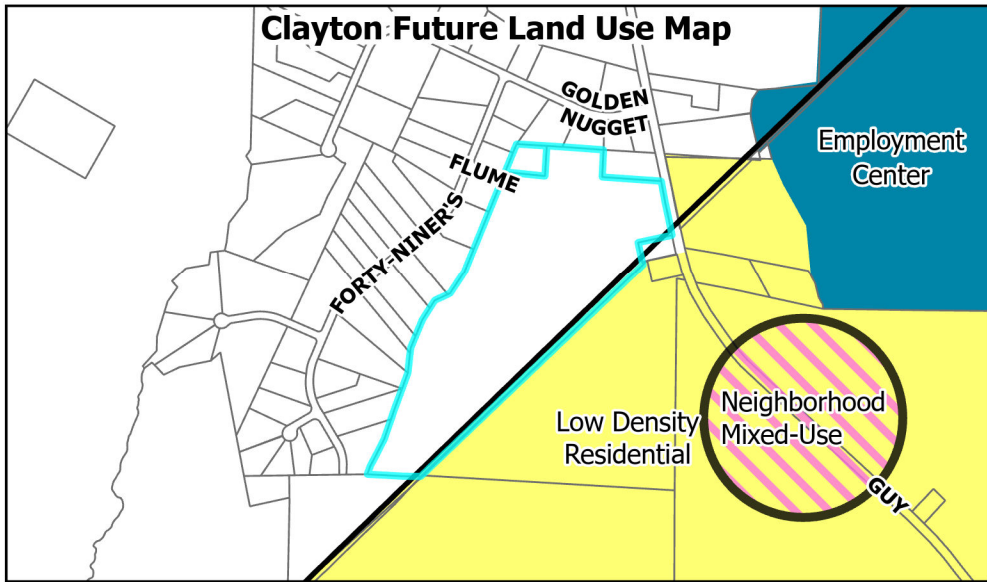 Clayton Future Land Use Map
GOLDEN
NUGGET
Employment
Center
FLUME
FORTY-NINER'S
Low Density
Residential
Neighborhood
Mixed-Use
GUY